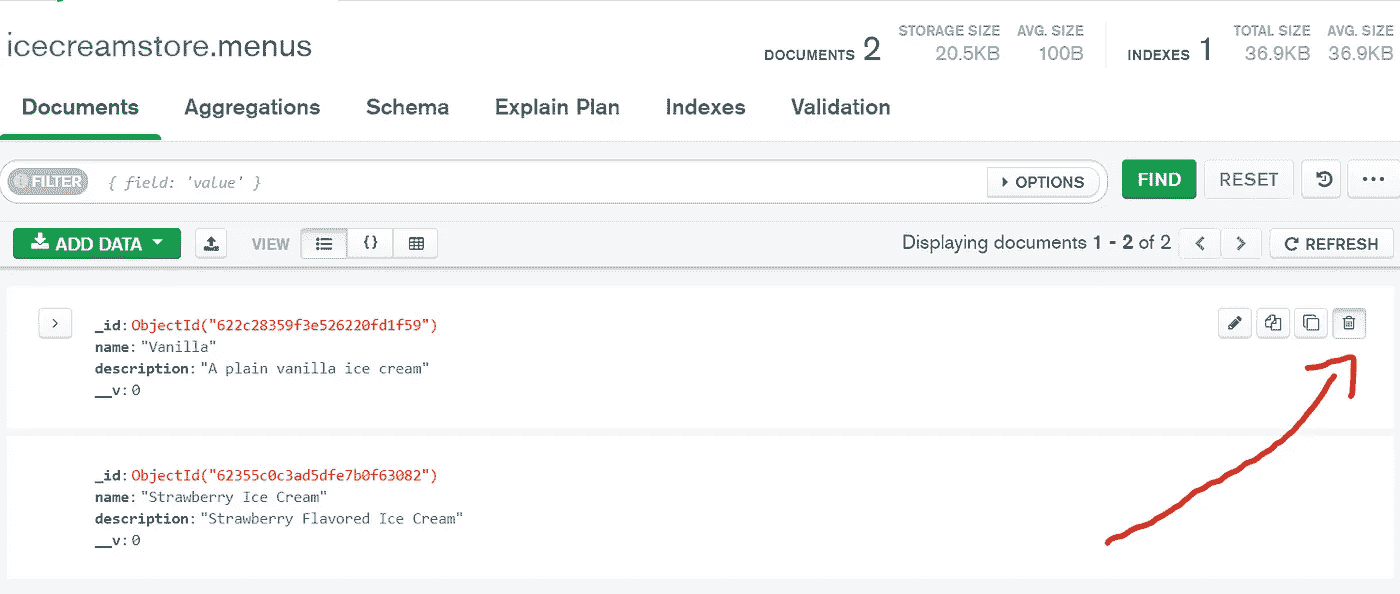 icecreamstore.menus
DOCUMENTS 2
STORAGE SIZE AVG. SIZE
20.5KB 100B
INDEXES 1
TOTAL SIZE AVG. SIZE
36.9KB 36.9KB
Documents Aggregations Schema Explain Plan Indexes Validation
FILTER { field: 'value' } OPTIONS FIND RESET
ADD DATA VIEW {} Displaying documents 1 - 2 of 2 REFRESH
_id: ObjectId("622c28359f3e526220fd1f59")
name: "Vanilla"
description: "A plain vanilla ice cream"
__v: 0
_id: ObjectId("62355c0c3ad5dfe7b0f63082")
name: "Strawberry Ice Cream"
description: "Strawberry Flavored Ice Cream"
__v: 0